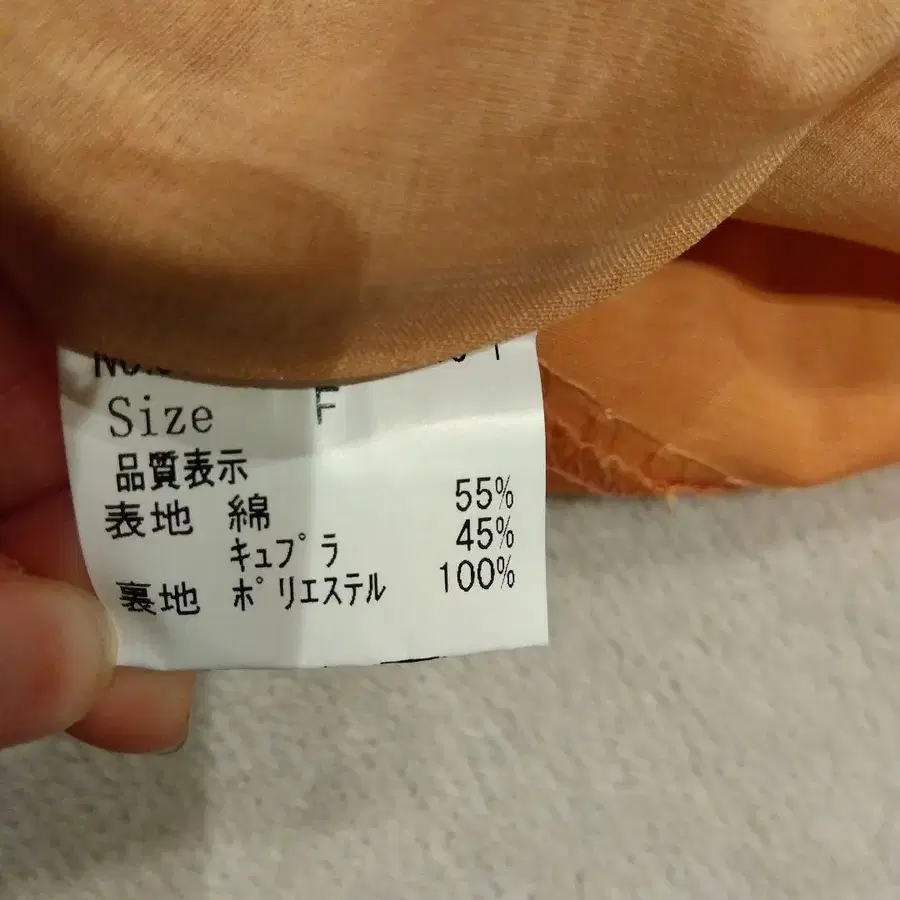 Size F
品質表示
表地 綿 55%
キュプラ 45%
裏地 ポリエステル 100%